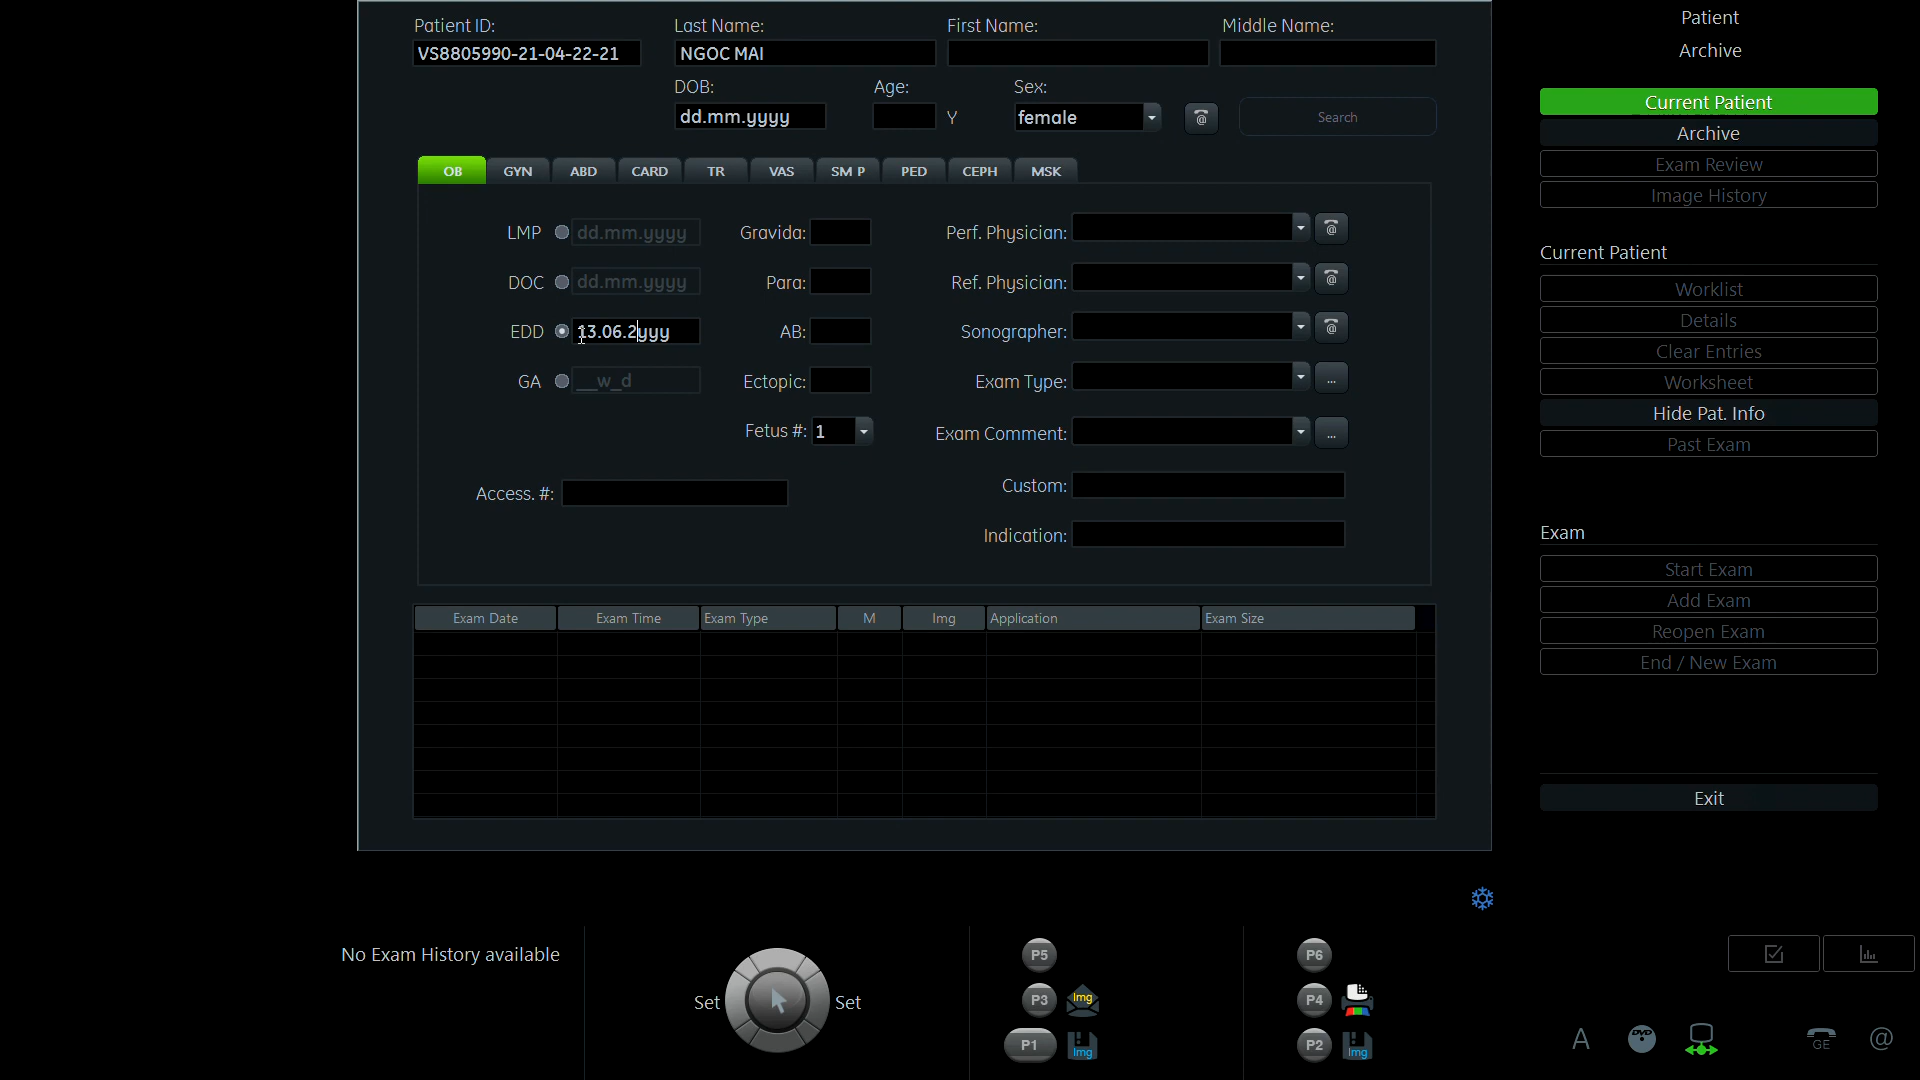 Patient ID: Last Name: First Name: Middle Name:
VS8805990-21-04-22-21 NGOC MAI
DOB: Age: Sex:
dd.mm.yyyy Y female Search
OB GYN ABD CARD TR VAS SM P PED CEPH MSK
LMP dd.mm.yyyy Gravida: Perf. Physician: @
DOC dd.mm.yyyy Para: Ref. Physician: @
EDD 13.06.2yyy AB: Sonographer: @
GA __w_d Ectopic: Exam Type: ...
Fetus #: 1 Exam Comment: ...
Access. #: Custom:
Indication:
Exam Date Exam Time Exam Type M Img Application Exam Size
Patient
Archive
Current Patient
Archive
Exam Review
Image History
Current Patient
Worklist
Details
Clear Entries
Worksheet
Hide Pat. Info
Past Exam
Exam
Start Exam
Add Exam
Reopen Exam
End / New Exam
Exit
No Exam History available
Set Set
P5 P6
P3 Img P4
P1 Img P2 Img
A DVD GE @